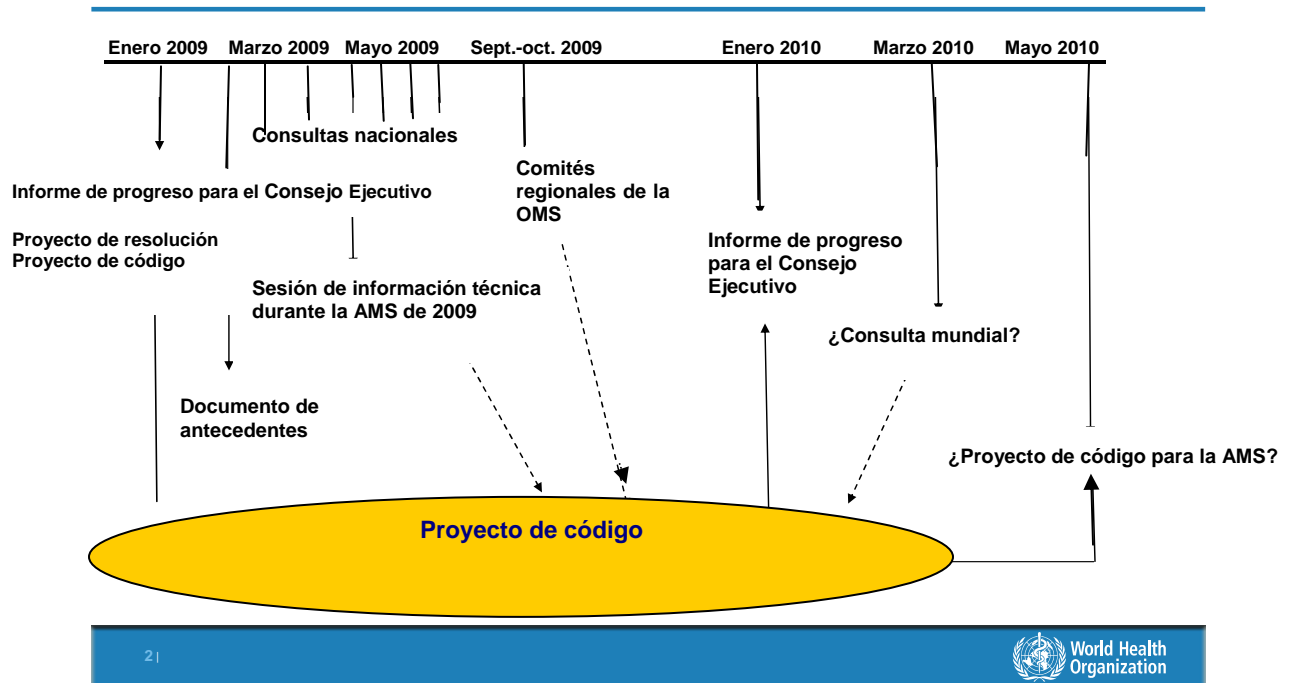 Enero 2009 Marzo 2009 Mayo 2009 Sept.-oct. 2009 Enero 2010 Marzo 2010 Mayo 2010
Consultas nacionales
Informe de progreso para el Consejo Ejecutivo
Proyecto de resolución
Proyecto de código
Sesión de información técnica
durante la AMS de 2009
Documento de
antecedentes
Comités
regionales de la
OMS
Informe de progreso
para el Consejo
Ejecutivo
¿Consulta mundial?
¿Proyecto de código para la AMS?
Proyecto de código
2|
World Health
Organization